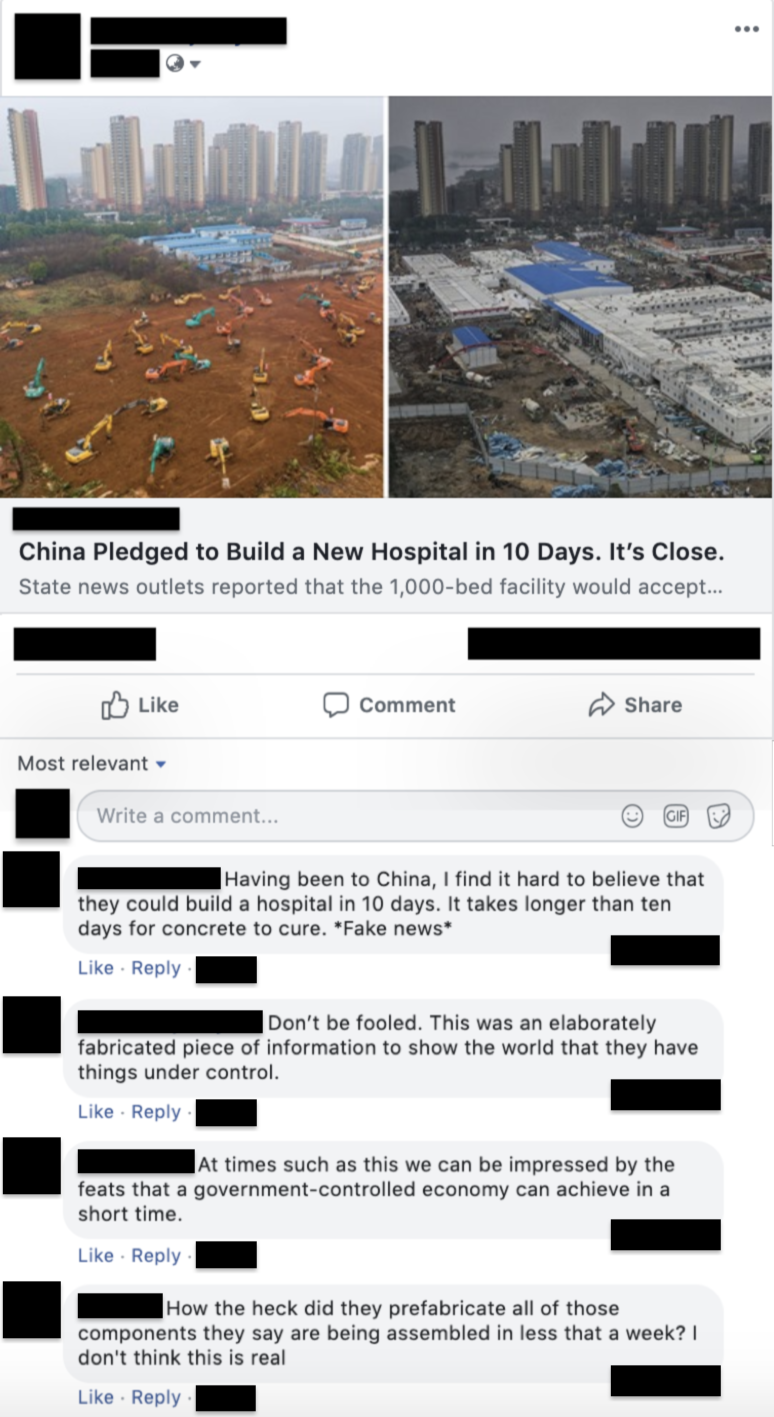 China Pledged to Build a New Hospital in 10 Days. It's Close.
State news outlets reported that the 1,000-bed facility would accept...
Like
Comment
Share
Most relevant
Write a comment...
GIF
Having been to China, I find it hard to believe that
they could build a hospital in 10 days. It takes longer than ten
days for concrete to cure. *Fake news*
Like · Reply ·
Don't be fooled. This was an elaborately
fabricated piece of information to show the world that they have
things under control.
Like · Reply ·
At times such as this we can be impressed by the
feats that a government-controlled economy can achieve in a
short time.
Like · Reply ·
How the heck did they prefabricate all of those
components they say are being assembled in less that a week? I
don't think this is real
Like · Reply ·